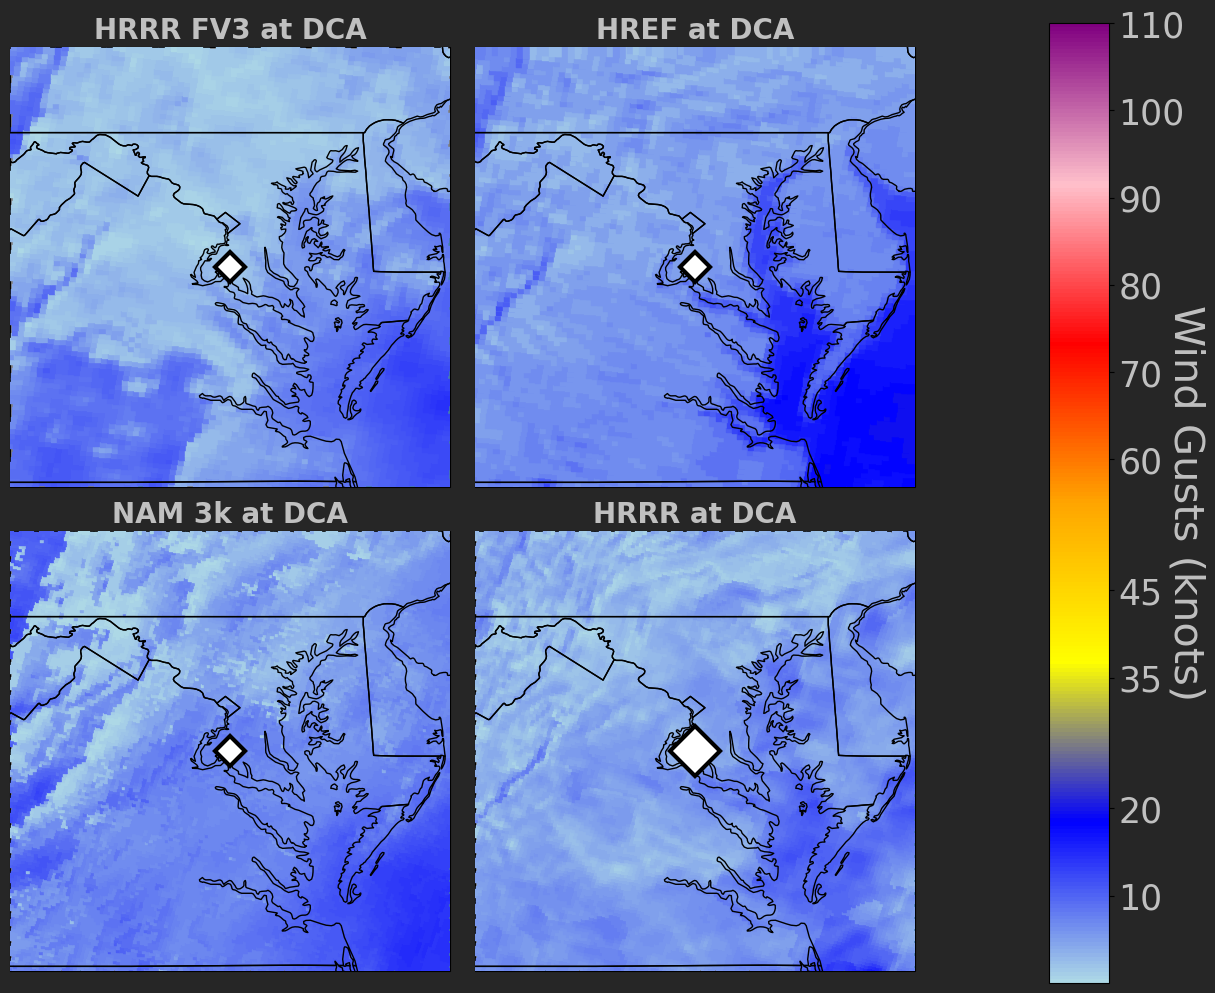 HRRR FV3 at DCA
HREF at DCA
NAM 3k at DCA
HRRR at DCA
110
100
90
80
70
60
45
35
20
10
Wind Gusts (knots)